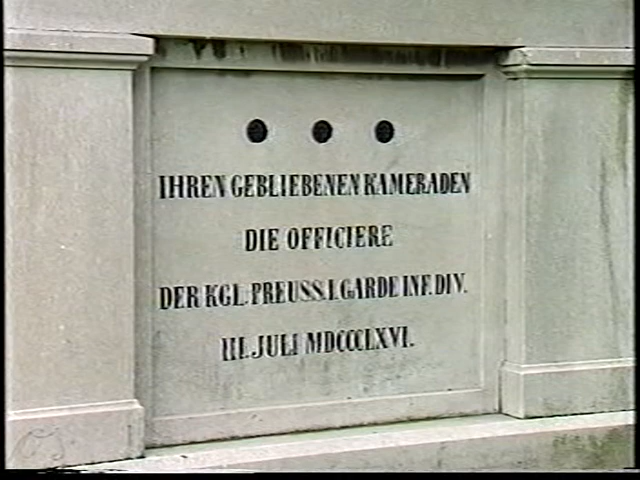 IHREN GEBLIEBENEN KAMERADEN
DIE OFFICIERE
DER KGL. PREUSS. I. GARDE INF. DIV.
III. JULI MDCCCLXVI.